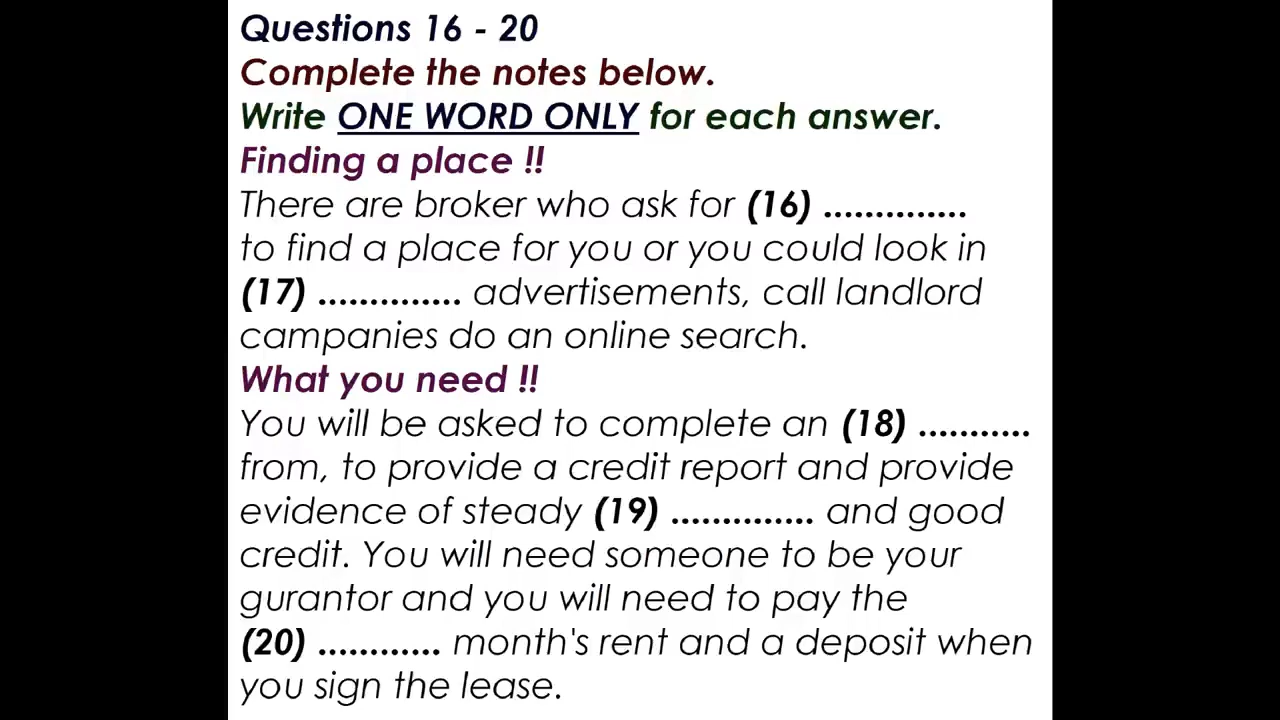 Questions 16 - 20
Complete the notes below.
Write ONE WORD ONLY for each answer.
Finding a place !!
There are broker who ask for (16) ..............
to find a place for you or you could look in
(17) .............. advertisements, call landlord
campanies do an online search.
What you need !!
You will be asked to complete an (18) ...........
from, to provide a credit report and provide
evidence of steady (19) .............. and good
credit. You will need someone to be your
gurantor and you will need to pay the
(20) ............ month's rent and a deposit when
you sign the lease.